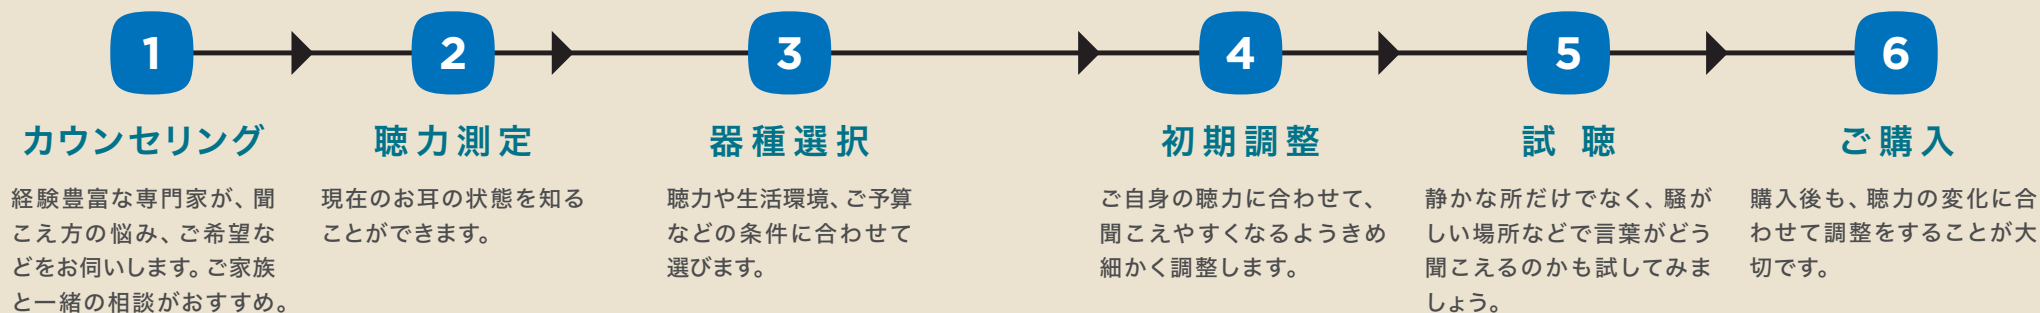 1
カウンセリング
経験豊富な専門家が、聞
こえ方の悩み、ご希望な
どをお伺いします。ご家族
と一緒の相談がおすすめ。
2
聴力測定
現在のお耳の状態を知る
ことができます。
3
器種選択
聴力や生活環境、ご予算
などの条件に合わせて
選びます。
4
初期調整
ご自身の聴力に合わせて、
聞こえやすくなるようきめ
細かく調整します。
5
試 聴
静かな所だけでなく、騒が
しい場所などで言葉がどう
聞こえるのかも試してみま
しょう。
6
ご購入
購入後も、聴力の変化に合
わせて調整をすることが大
切です。